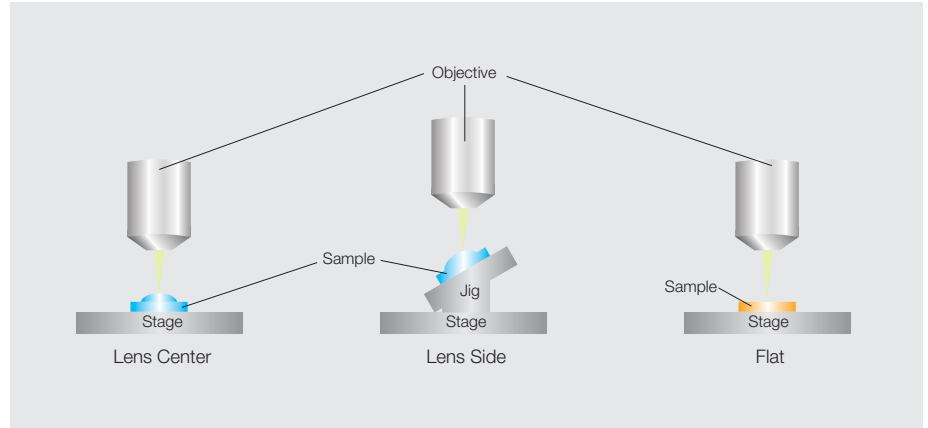 Objective
Sample
Sample
Jig
Stage
Stage
Stage
Lens Center
Lens Side
Flat